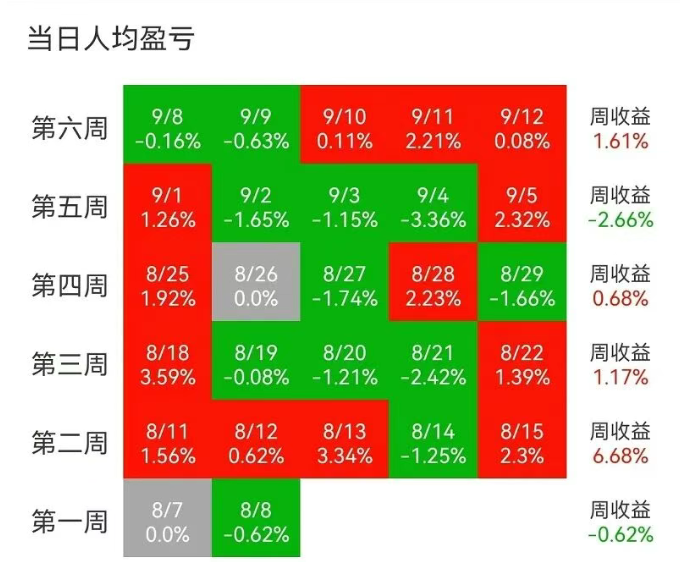 当日人均盈亏
第六周 9/8 9/9 9/10 9/11 9/12 周收益
-0.16% -0.63% 0.11% 2.21% 0.08% 1.61%
第五周 9/1 9/2 9/3 9/4 9/5 周收益
1.26% -1.65% -1.15% -3.36% 2.32% -2.66%
第四周 8/25 8/26 8/27 8/28 8/29 周收益
1.92% 0.0% -1.74% 2.23% -1.66% 0.68%
第三周 8/18 8/19 8/20 8/21 8/22 周收益
3.59% -0.08% -1.21% -2.42% 1.39% 1.17%
第二周 8/11 8/12 8/13 8/14 8/15 周收益
1.56% 0.62% 3.34% -1.25% 2.3% 6.68%
第一周 8/7 8/8 周收益
0.0% -0.62% -0.62%